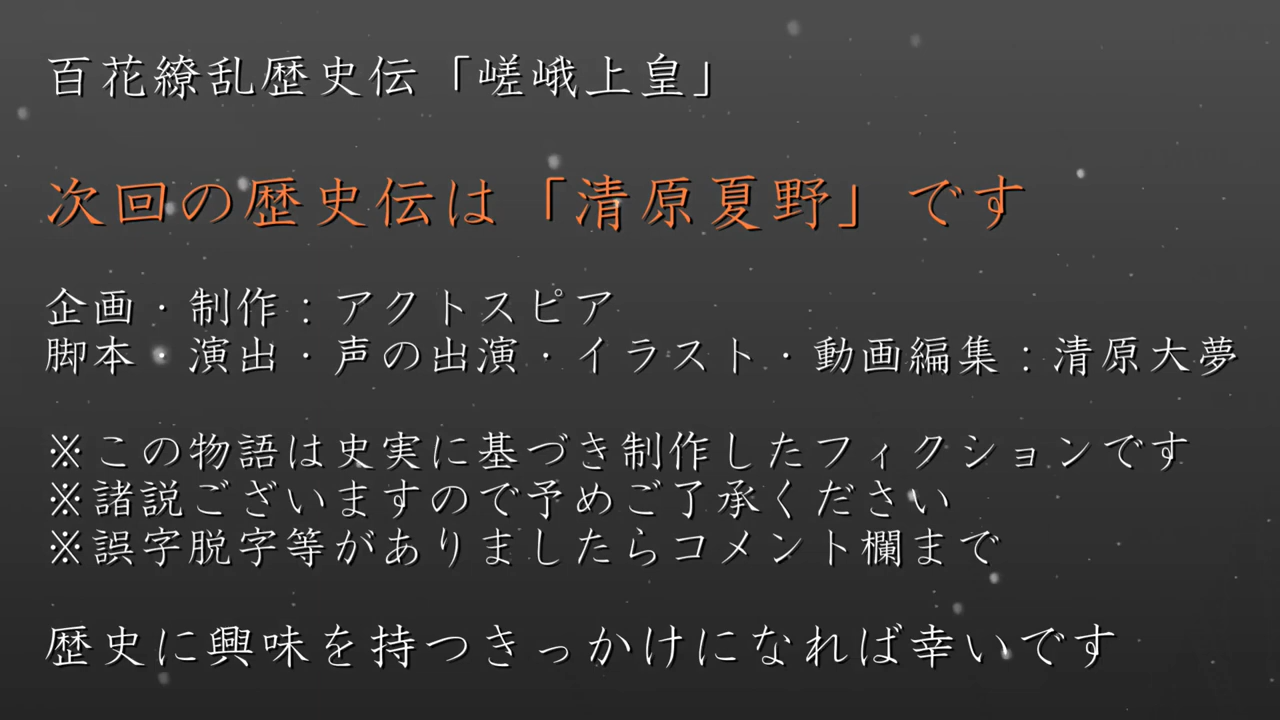 百花繚乱歴史伝「嵯峨上皇」
次回の歴史伝は「清原夏野」です
企画・制作：アクトスピア
脚本・演出・声の出演・イラスト・動画編集：清原大夢
※この物語は史実に基づき制作したフィクションです
※諸説ございますので予めご了承ください
※誤字脱字等がありましたらコメント欄まで
歴史に興味を持つきっかけになれば幸いです